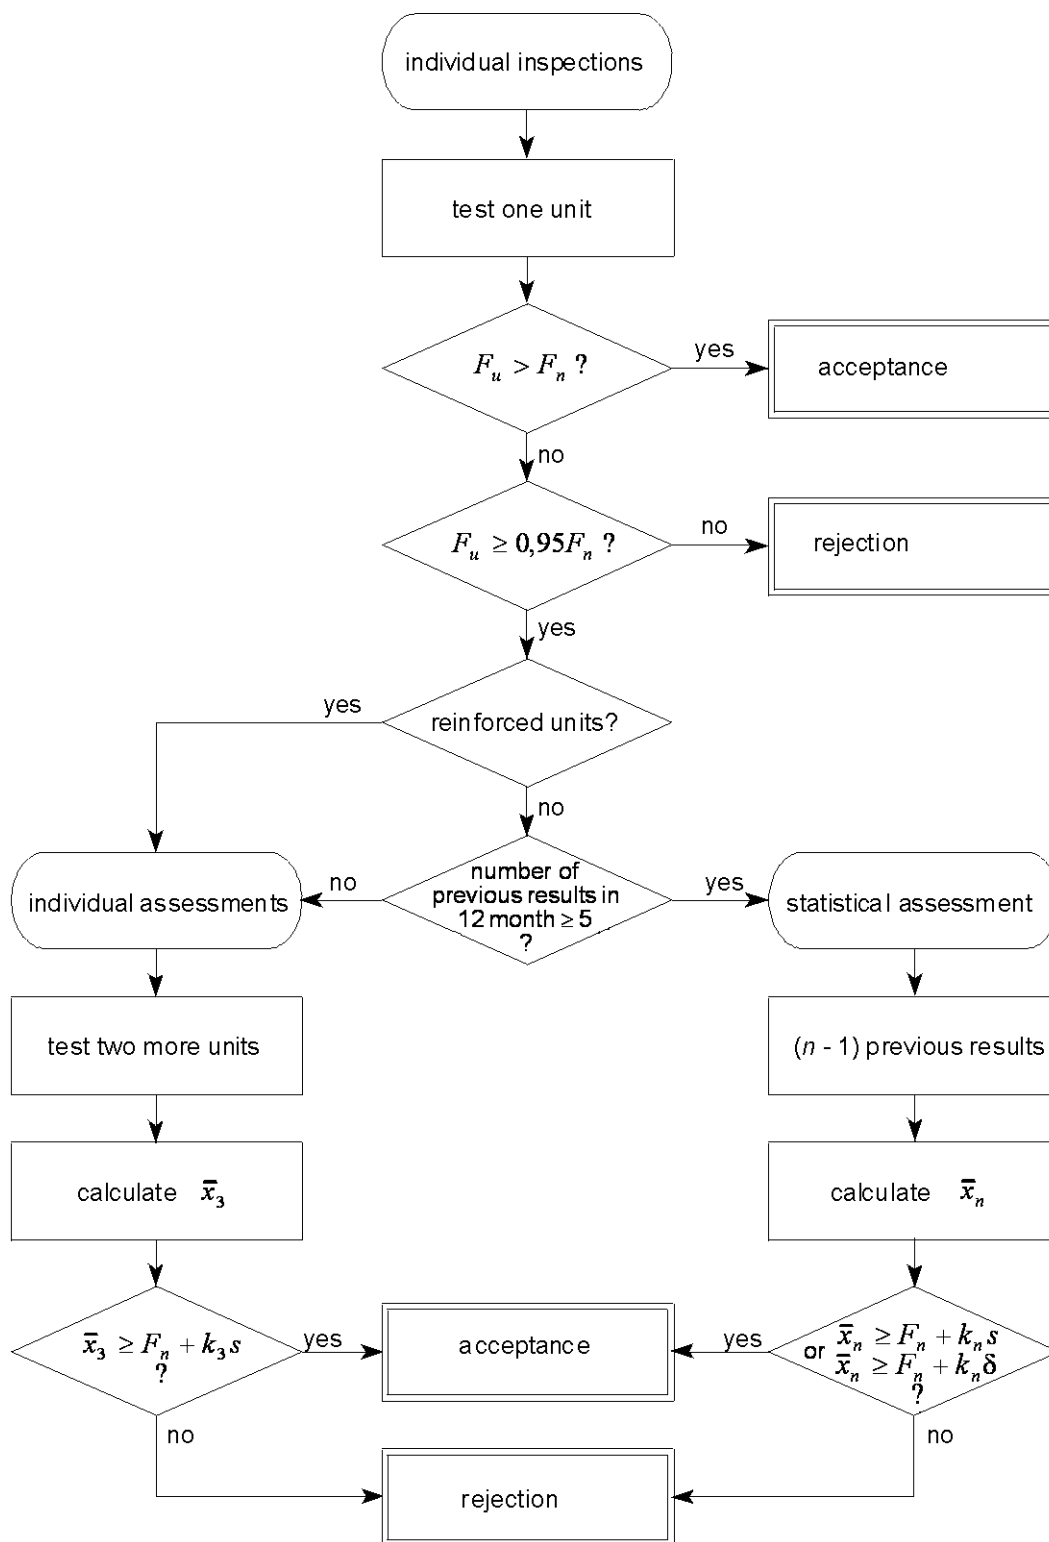 individual inspections
test one unit
F_u > F_n ?
yes
acceptance
no
F_u ≥ 0,95F_n ?
no
rejection
yes
reinforced units?
yes
no
number of
previous results in
12 month ≥ 5
?
no
yes
individual assessments
statistical assessment
test two more units
(n - 1) previous results
calculate x̄_3
calculate x̄_n
x̄_3 ≥ F_n + k_3 s
?
yes
acceptance
yes
x̄_n ≥ F_n + k_n s
or x̄_n ≥ F_n + k_n δ
?
no
no
rejection